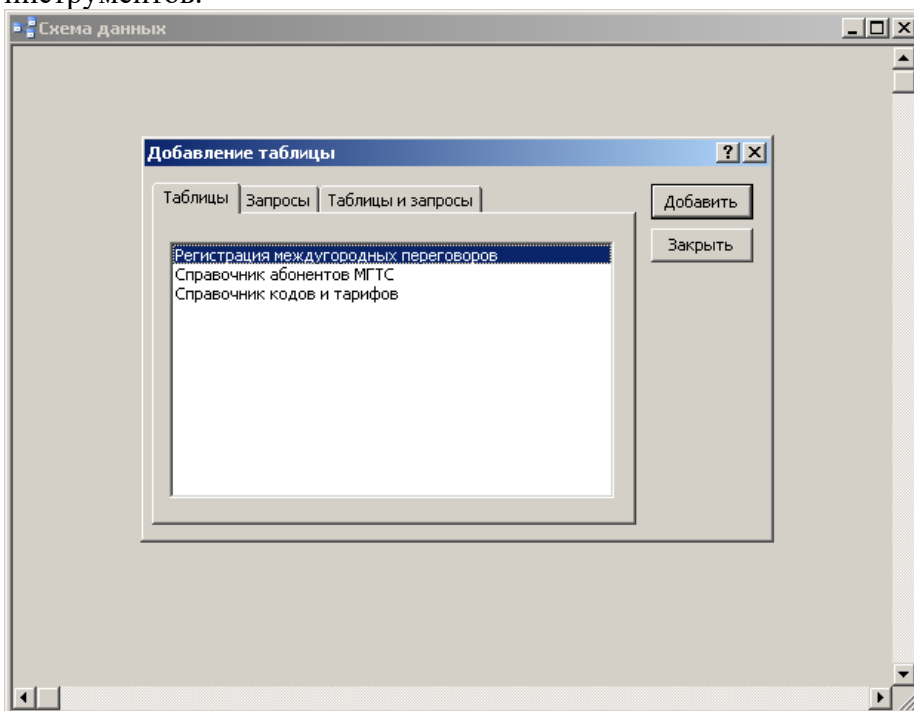 инструментов.
Схема данных
Добавление таблицы
Таблицы Запросы Таблицы и запросы
Добавить
Закрыть
Регистрация междугородных переговоров
Справочник абонентов МГТС
Справочник кодов и тарифов